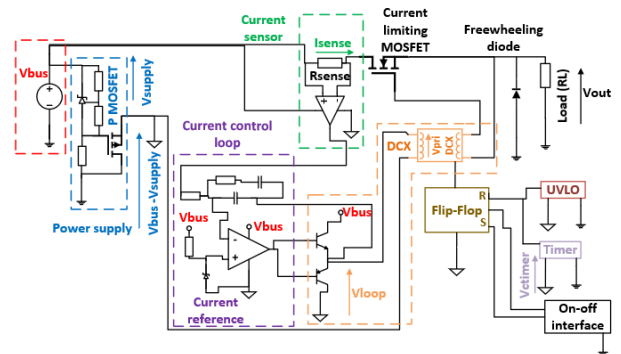 Current
sensor
Isense
Rsense
Current
limiting
MOSFET
Freewheeling
diode
Load (RL)
Vout
Vbus
P MOSFET
Vsupply
Vbus -Vsupply
Power supply
Current control
loop
Vbus
Vbus
Current
reference
DCX
Vpri
DCX
Vbus
Vloop
Flip-Flop
R
R
S
UVLO
Timer
Vctimer
On-off
interface
+
-
-
+